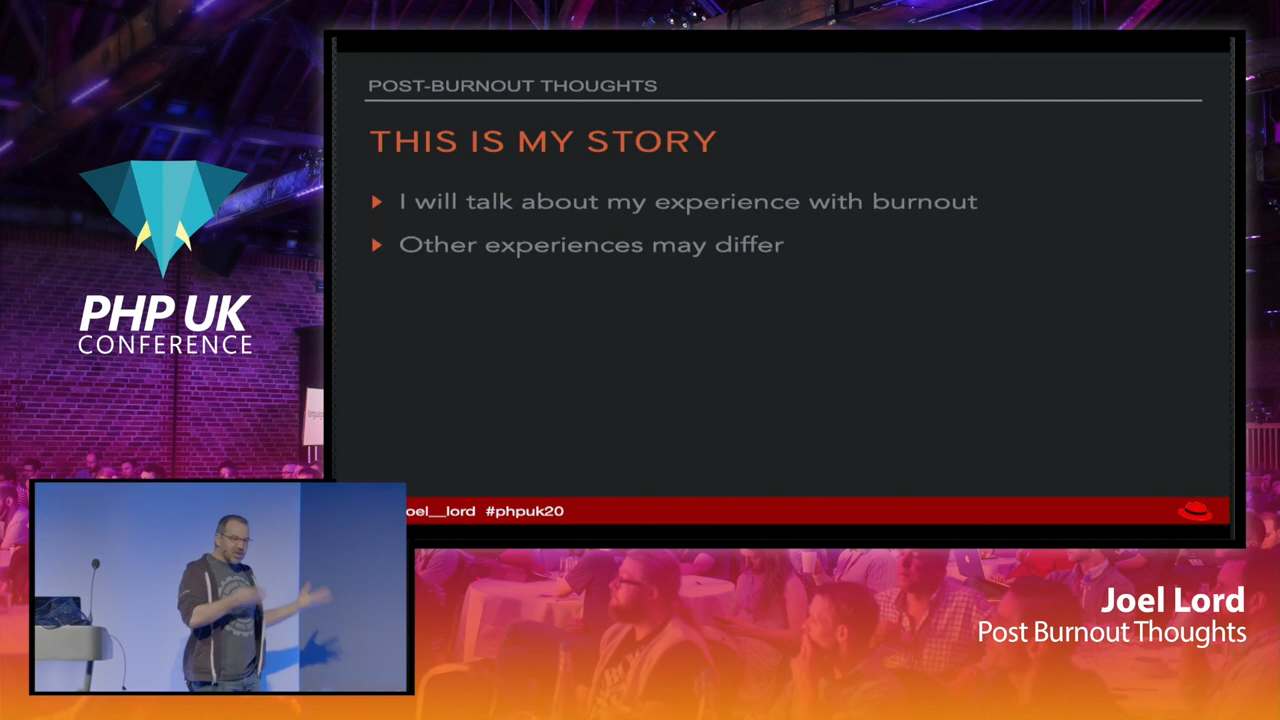 POST-BURNOUT THOUGHTS
THIS IS MY STORY
I will talk about my experience with burnout
Other experiences may differ
oel__lord #phpuk20
PHP UK
CONFERENCE
Joel Lord
Post Burnout Thoughts